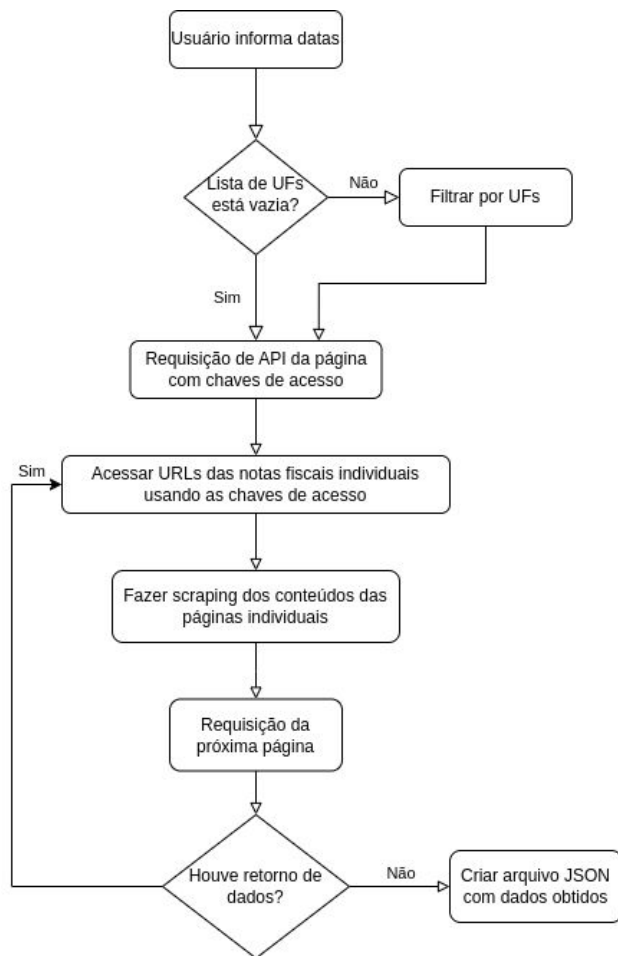 Usuário informa datas
Lista de UFs
está vazia?
Não
Filtrar por UFs
Sim
Requisição de API da página
com chaves de acesso
Sim
Acessar URLs das notas fiscais individuais
usando as chaves de acesso
Fazer scraping dos conteúdos das
páginas individuais
Requisição da
próxima página
Houve retorno de
dados?
Não
Criar arquivo JSON
com dados obtidos